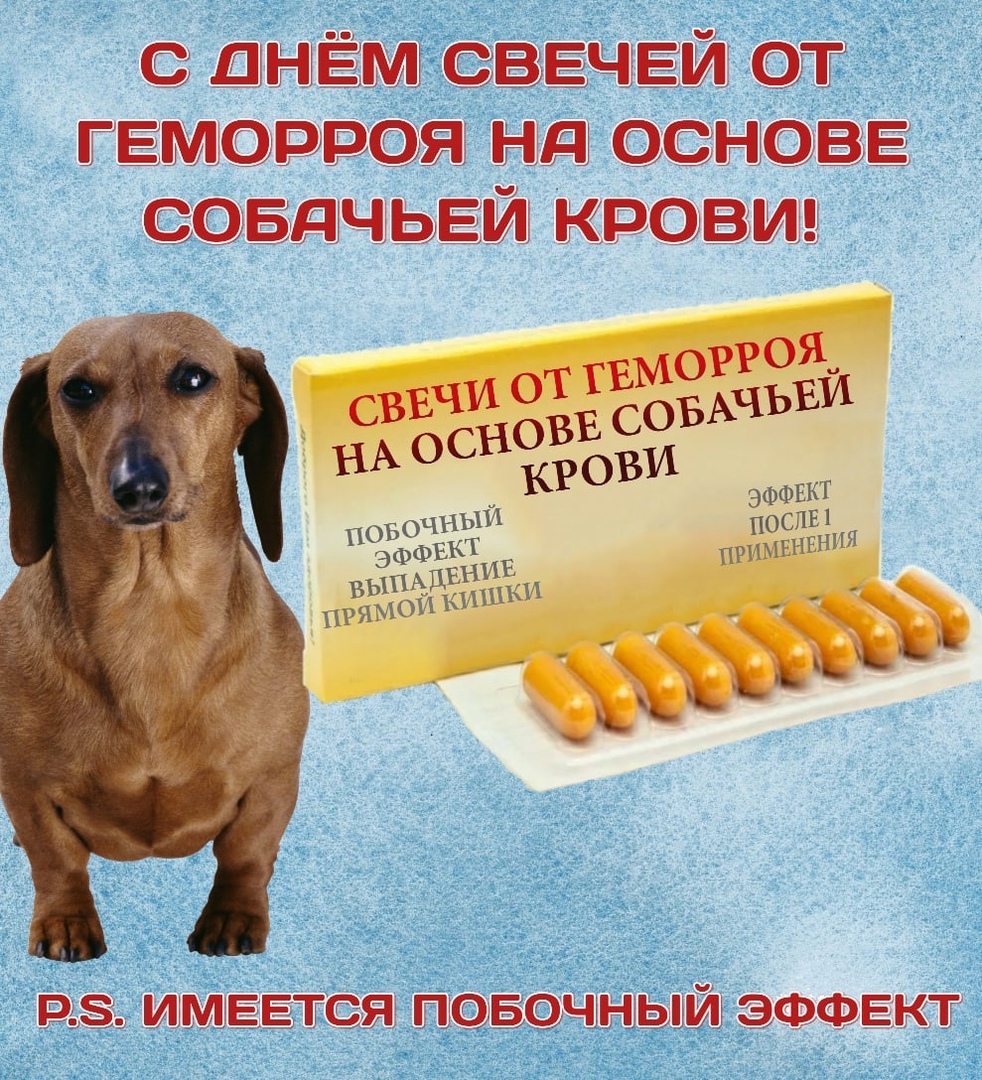 С ДНЁМ СВЕЧЕЙ ОТ
ГЕМОРРОЯ НА ОСНОВЕ
СОБАЧЬЕЙ КРОВИ!
СВЕЧИ ОТ ГЕМОРРОЯ
НА ОСНОВЕ СОБАЧЬЕЙ
КРОВИ
ПОБОЧНЫЙ
ЭФФЕКТ
ВЫПАДЕНИЕ
ПРЯМОЙ КИШКИ
ЭФФЕКТ
ПОСЛЕ 1
ПРИМЕНЕНИЯ
P.S. ИМЕЕТСЯ ПОБОЧНЫЙ ЭФФЕКТ